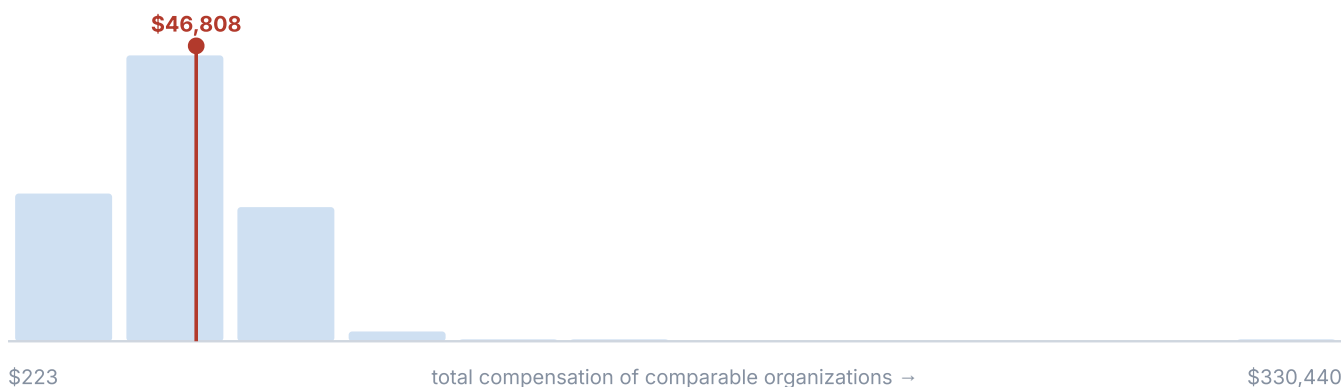 $46,808
$223
total compensation of comparable organizations →
$330,440